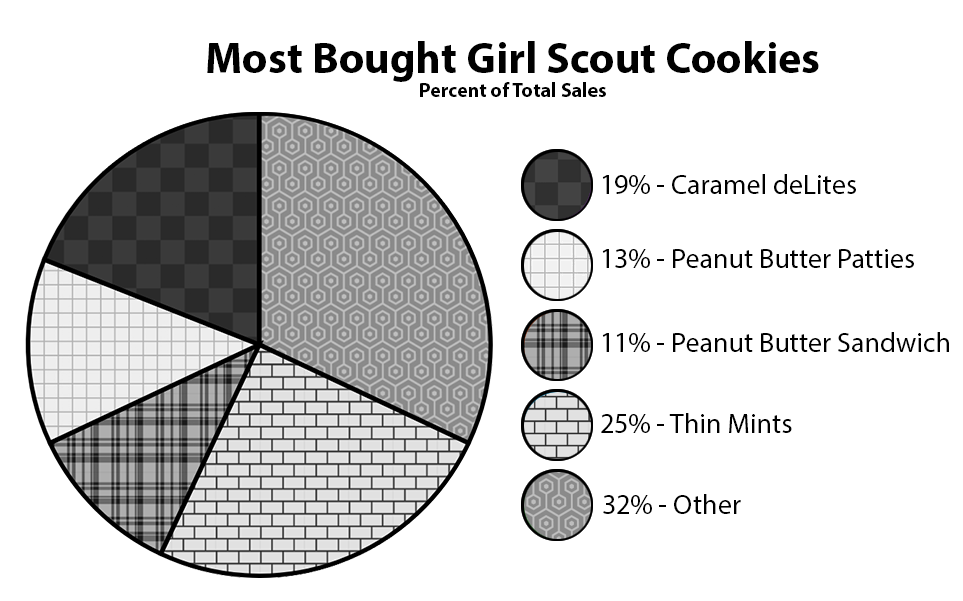 Most Bought Girl Scout Cookies
Percent of Total Sales
19% - Caramel deLites
13% - Peanut Butter Patties
11% - Peanut Butter Sandwich
25% - Thin Mints
32% - Other